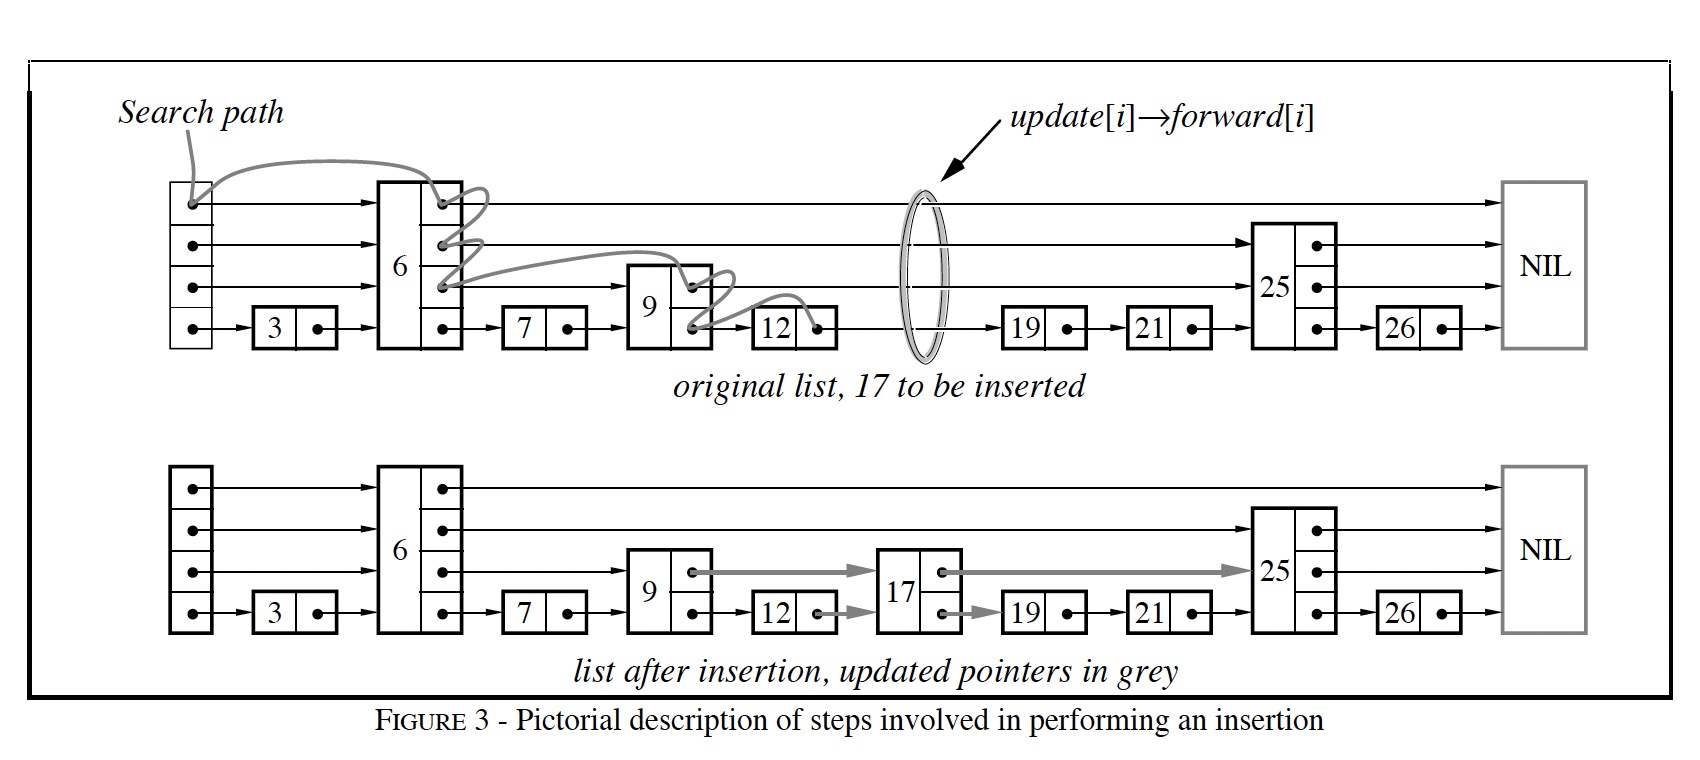 Search path
update[i]→forward[i]
6
9
25
NIL
3
7
12
19
21
26
original list, 17 to be inserted
6
9
17
25
NIL
3
7
12
19
21
26
list after insertion, updated pointers in grey
FIGURE 3 - Pictorial description of steps involved in performing an insertion